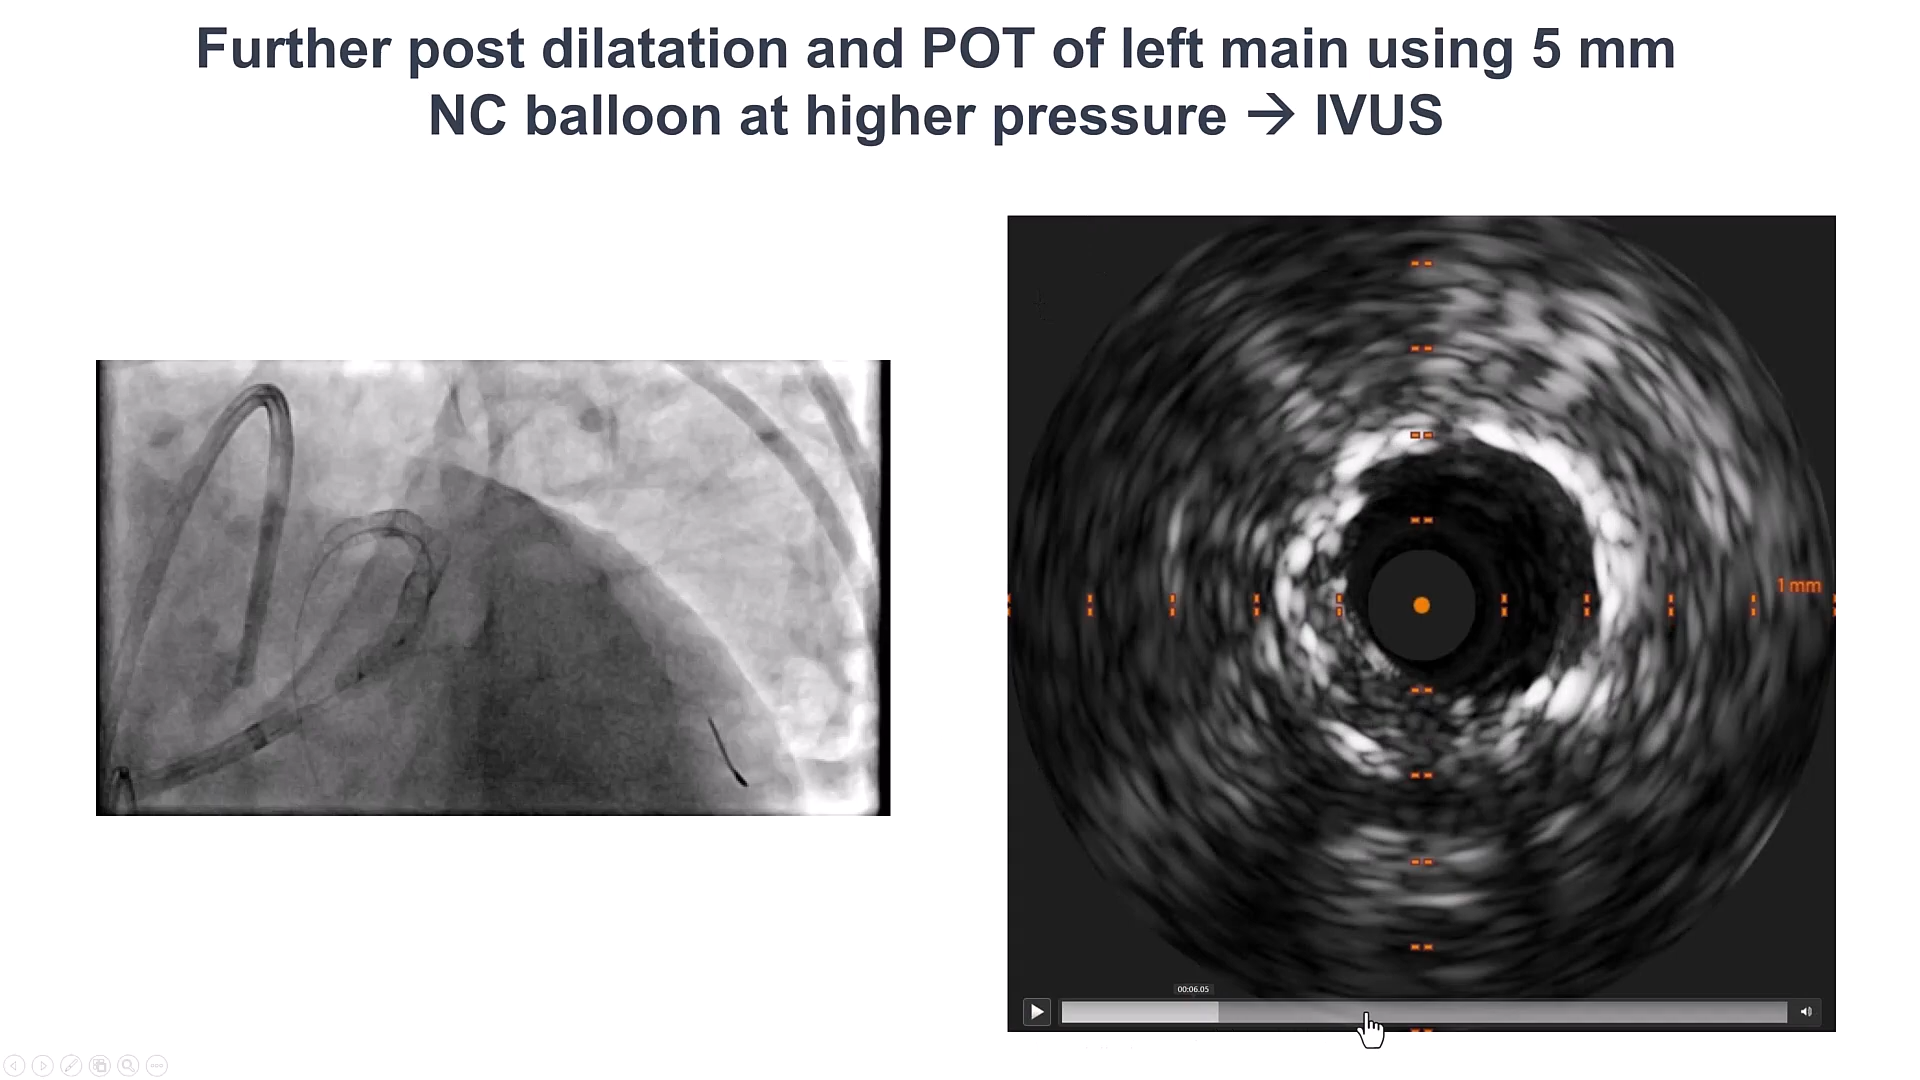 Further post dilatation and POT of left main using 5 mm
NC balloon at higher pressure → IVUS
1 mm
00:06.05